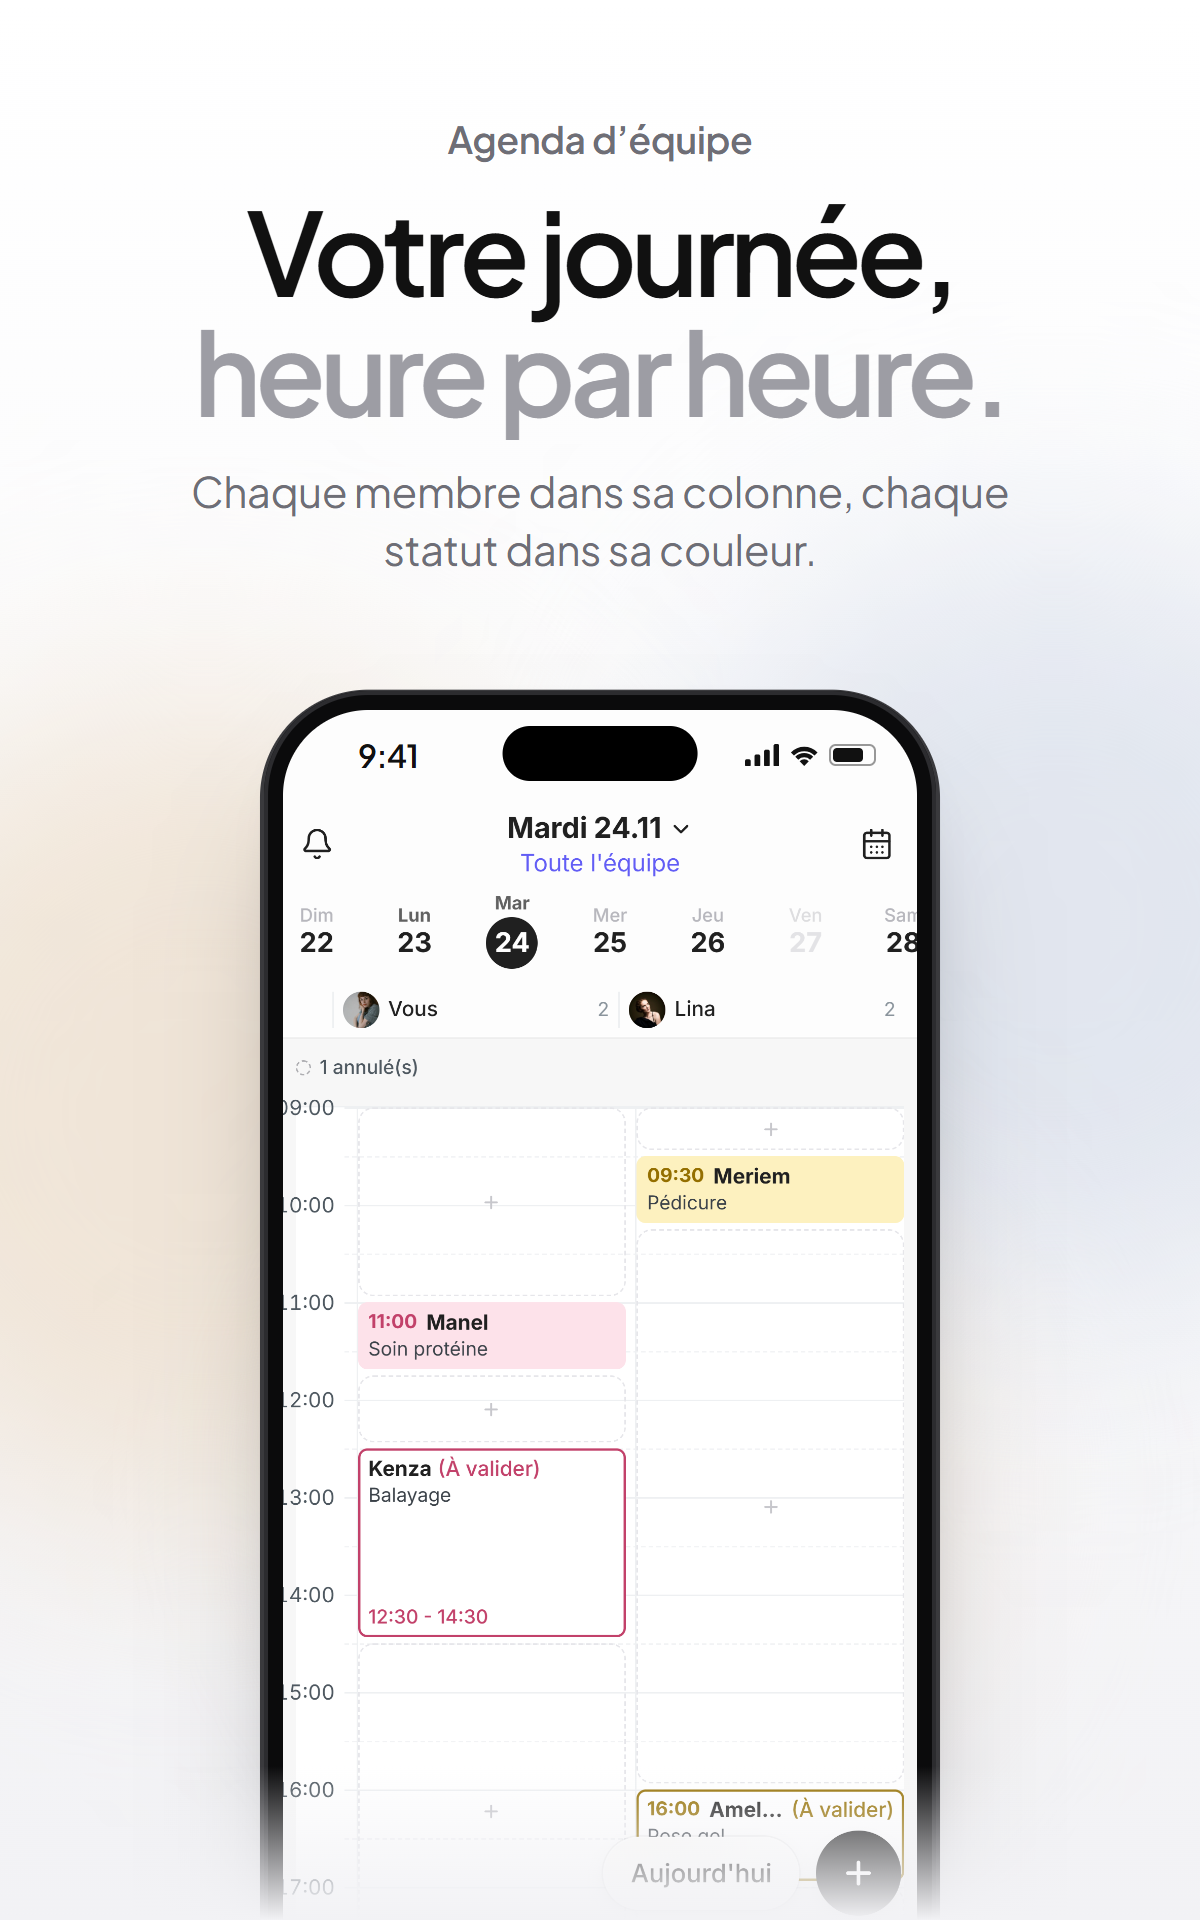 Agenda d’équipe
Votre journée,
heure par heure.
Chaque membre dans sa colonne, chaque
statut dans sa couleur.
9:41
Mardi 24.11
Toute l'équipe
Dim Lun Mar Mer Jeu Ven Sam
22 23 24 25 26 27 28
Vous 2 Lina 2
1 annulé(s)
09:00
09:30 Meriem
Pédicure
10:00
11:00
11:00 Manel
Soin protéine
12:00
Kenza (À valider)
Balayage
13:00
14:00
12:30 - 14:30
15:00
16:00
16:00 Amel... (À valider)
Pose gel
Aujourd'hui
17:00